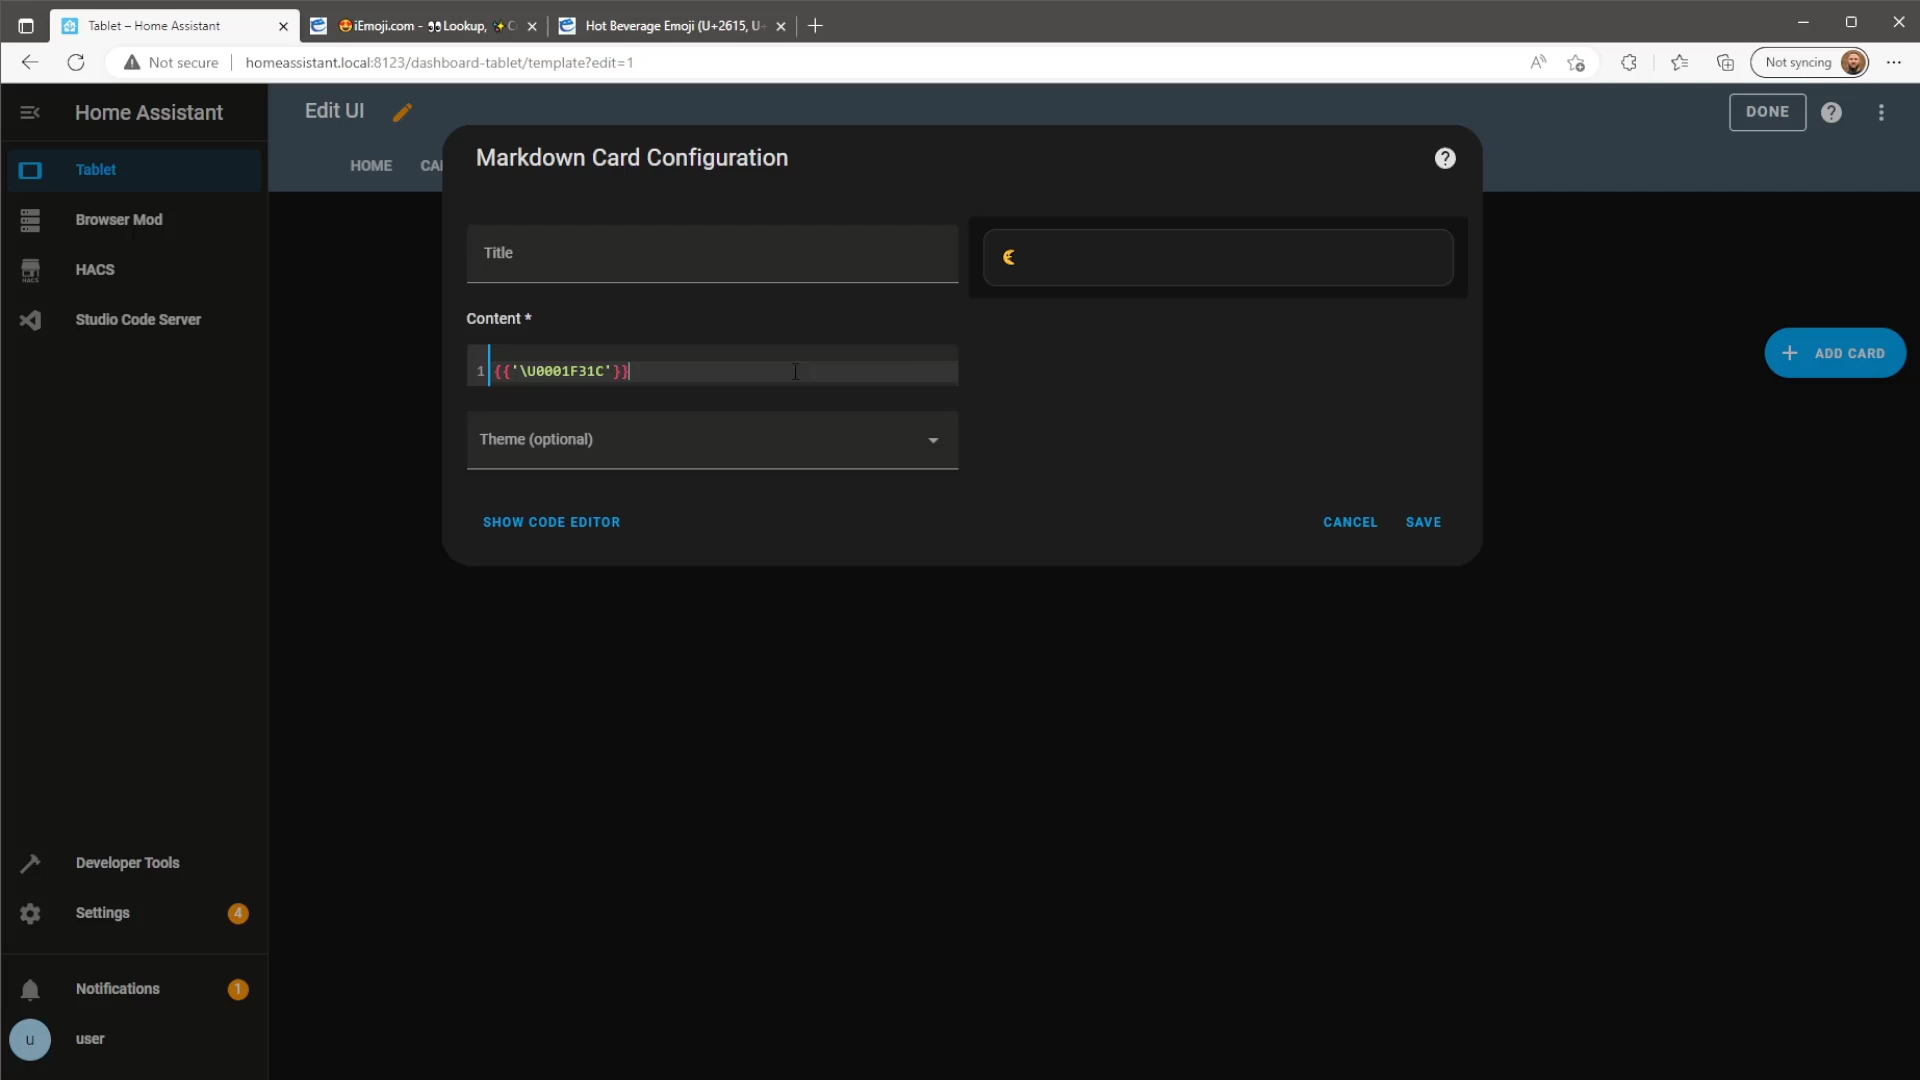 Tablet – Home Assistant
🤩iEmoji.com - 👀Lookup, ✨C
Hot Beverage Emoji (U+2615, U+
Not secure
homeassistant.local:8123/dashboard-tablet/template?edit=1
Not syncing
Home Assistant
Edit UI
DONE
Tablet
HOME
CA
Browser Mod
HACS
Studio Code Server
Markdown Card Configuration
Title
Content *
1 {{'\U0001F31C'}}
Theme (optional)
SHOW CODE EDITOR
CANCEL
SAVE
ADD CARD
Developer Tools
Settings
4
Notifications
1
u
user